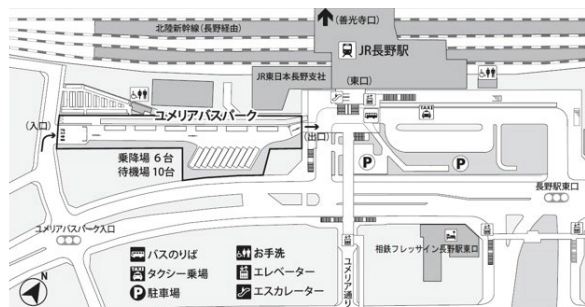 北陸新幹線(長野経由)
(善光寺口)
JR長野駅
JR東日本長野支社
(東口)
ユメリアバスパーク
TAXI
(入口)
(出口)
乗降場 6台
待機場 10台
P
P
長野駅東口
ユメリアバスパーク入口
相鉄フレッサイン長野駅東口
ユメリア通り
バスのりば
お手洗
TAXI
タクシー乗場
エレベーター
P
駐車場
エスカレーター
N